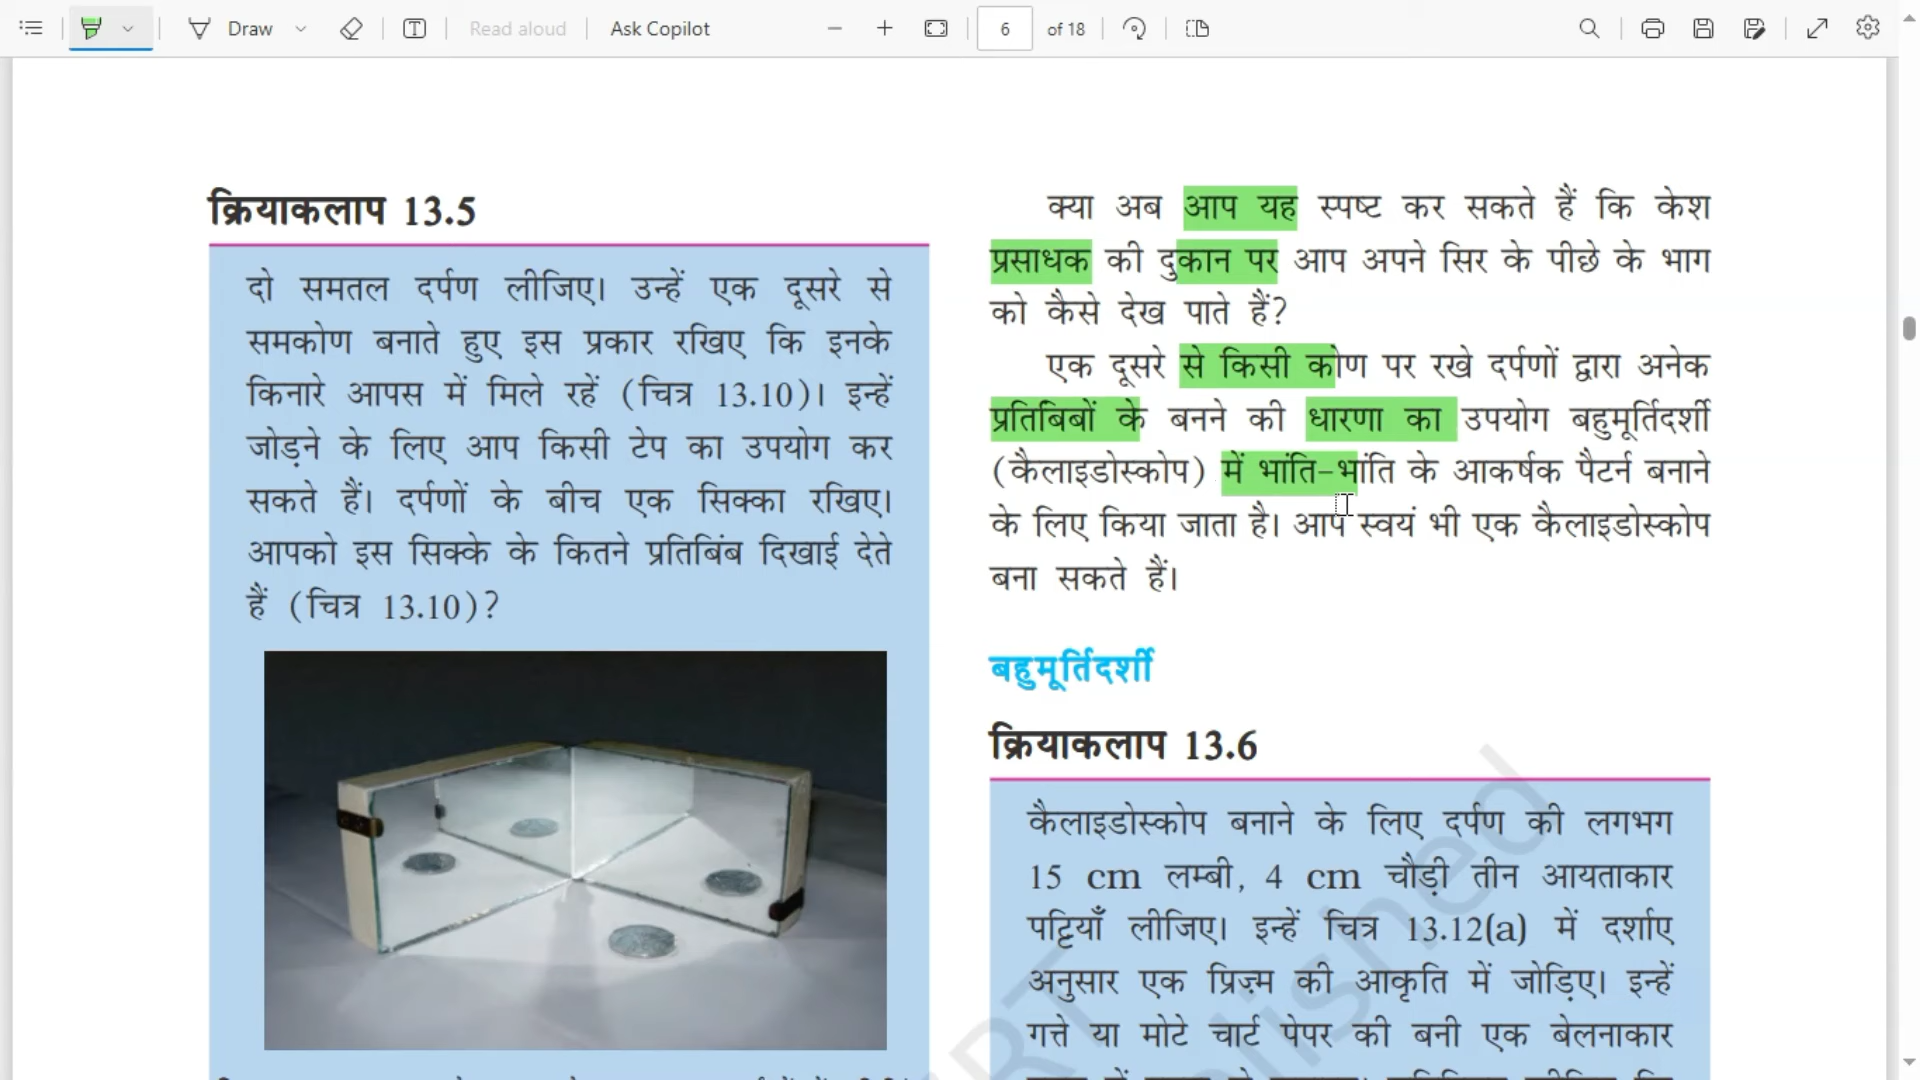 Draw
Read aloud
Ask Copilot
6
of 18
क्रियाकलाप 13.5
दो समतल दर्पण लीजिए। उन्हें एक दूसरे से
समकोण बनाते हुए इस प्रकार रखिए कि इनके
किनारे आपस में मिले रहें (चित्र 13.10)। इन्हें
जोड़ने के लिए आप किसी टेप का उपयोग कर
सकते हैं। दर्पणों के बीच एक सिक्का रखिए।
आपको इस सिक्के के कितने प्रतिबिंब दिखाई देते
हैं (चित्र 13.10)?
क्या अब आप यह स्पष्ट कर सकते हैं कि केश
प्रसाधक की दुकान पर आप अपने सिर के पीछे के भाग
को कैसे देख पाते हैं?
एक दूसरे से किसी कोण पर रखे दर्पणों द्वारा अनेक
प्रतिबिंबों के बनने की धारणा का उपयोग बहुमूर्तिदर्शी
(कैलाइडोस्कोप) में भांति-भांति के आकर्षक पैटर्न बनाने
के लिए किया जाता है। आप स्वयं भी एक कैलाइडोस्कोप
बना सकते हैं।
बहुमूर्तिदर्शी
क्रियाकलाप 13.6
कैलाइडोस्कोप बनाने के लिए दर्पण की लगभग
15 cm लम्बी, 4 cm चौड़ी तीन आयताकार
पट्टियाँ लीजिए। इन्हें चित्र 13.12(a) में दर्शाए
अनुसार एक प्रिज़्म की आकृति में जोड़िए। इन्हें
गत्ते या मोटे चार्ट पेपर की बनी एक बेलनाकार